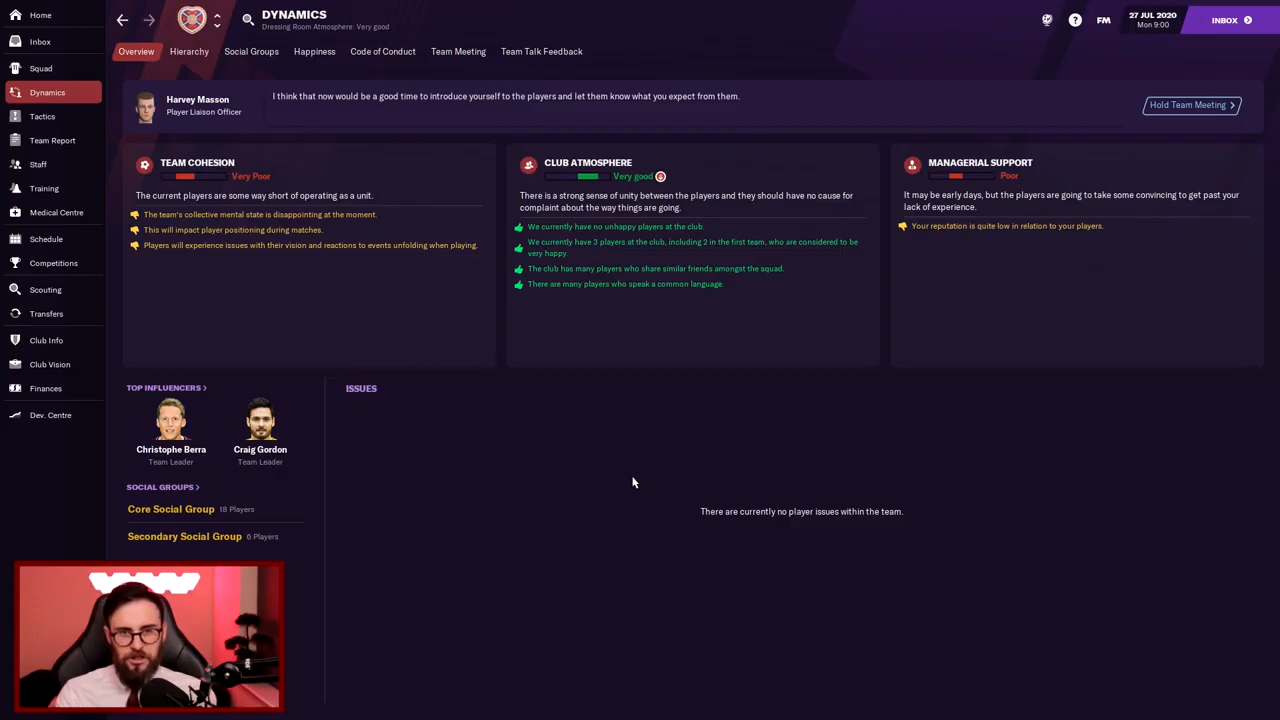 DYNAMICS
Dressing Room Atmosphere: Very good
FM
27 JUL 2020
Mon 9:00
INBOX
Home
Inbox
Squad
Dynamics
Tactics
Team Report
Staff
Training
Medical Centre
Schedule
Competitions
Scouting
Transfers
Club Info
Club Vision
Finances
Dev. Centre
Overview Hierarchy Social Groups Happiness Code of Conduct Team Meeting Team Talk Feedback
Harvey Masson
Player Liaison Officer
I think that now would be a good time to introduce yourself to the players and let them know what you expect from them.
Hold Team Meeting
TEAM COHESION
Very Poor
The current players are some way short of operating as a unit.
The team's collective mental state is disappointing at the moment.
This will impact player positioning during matches.
Players will experience issues with their vision and reactions to events unfolding when playing.
CLUB ATMOSPHERE
Very good
There is a strong sense of unity between the players and they should have no cause for
complaint about the way things are going.
We currently have no unhappy players at the club.
We currently have 3 players at the club, including 2 in the first team, who are considered to be
very happy.
The club has many players who share similar friends amongst the squad.
There are many players who speak a common language.
MANAGERIAL SUPPORT
Poor
It may be early days, but the players are going to take some convincing to get past your
lack of experience.
Your reputation is quite low in relation to your players.
TOP INFLUENCERS
Christophe Berra
Team Leader
Craig Gordon
Team Leader
SOCIAL GROUPS
Core Social Group 18 Players
Secondary Social Group 6 Players
ISSUES
There are currently no player issues within the team.